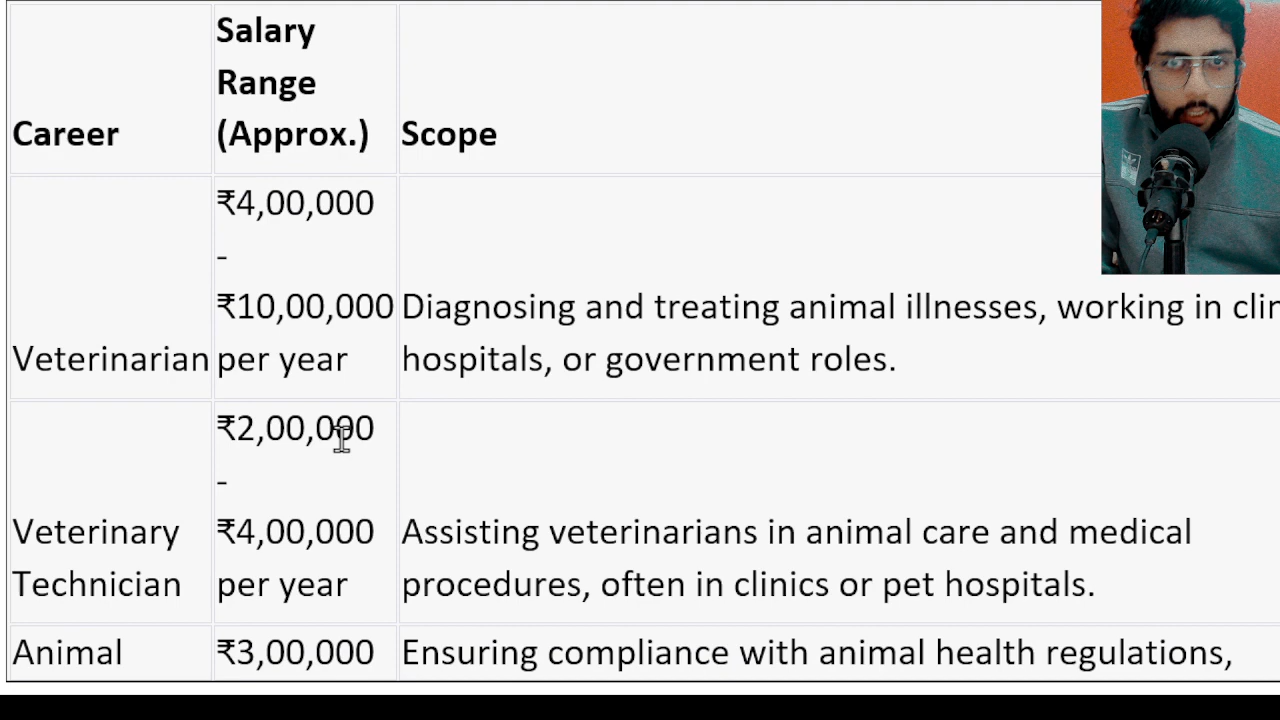 Salary
Range
Career (Approx.) Scope
₹4,00,000
-
₹10,00,000 Diagnosing and treating animal illnesses, working in
Veterinarian per year hospitals, or government roles.
₹2,00,000
-
Veterinary ₹4,00,000 Assisting veterinarians in animal care and medical
Technician per year procedures, often in clinics or pet hospitals.
Animal ₹3,00,000 Ensuring compliance with animal health regulations,